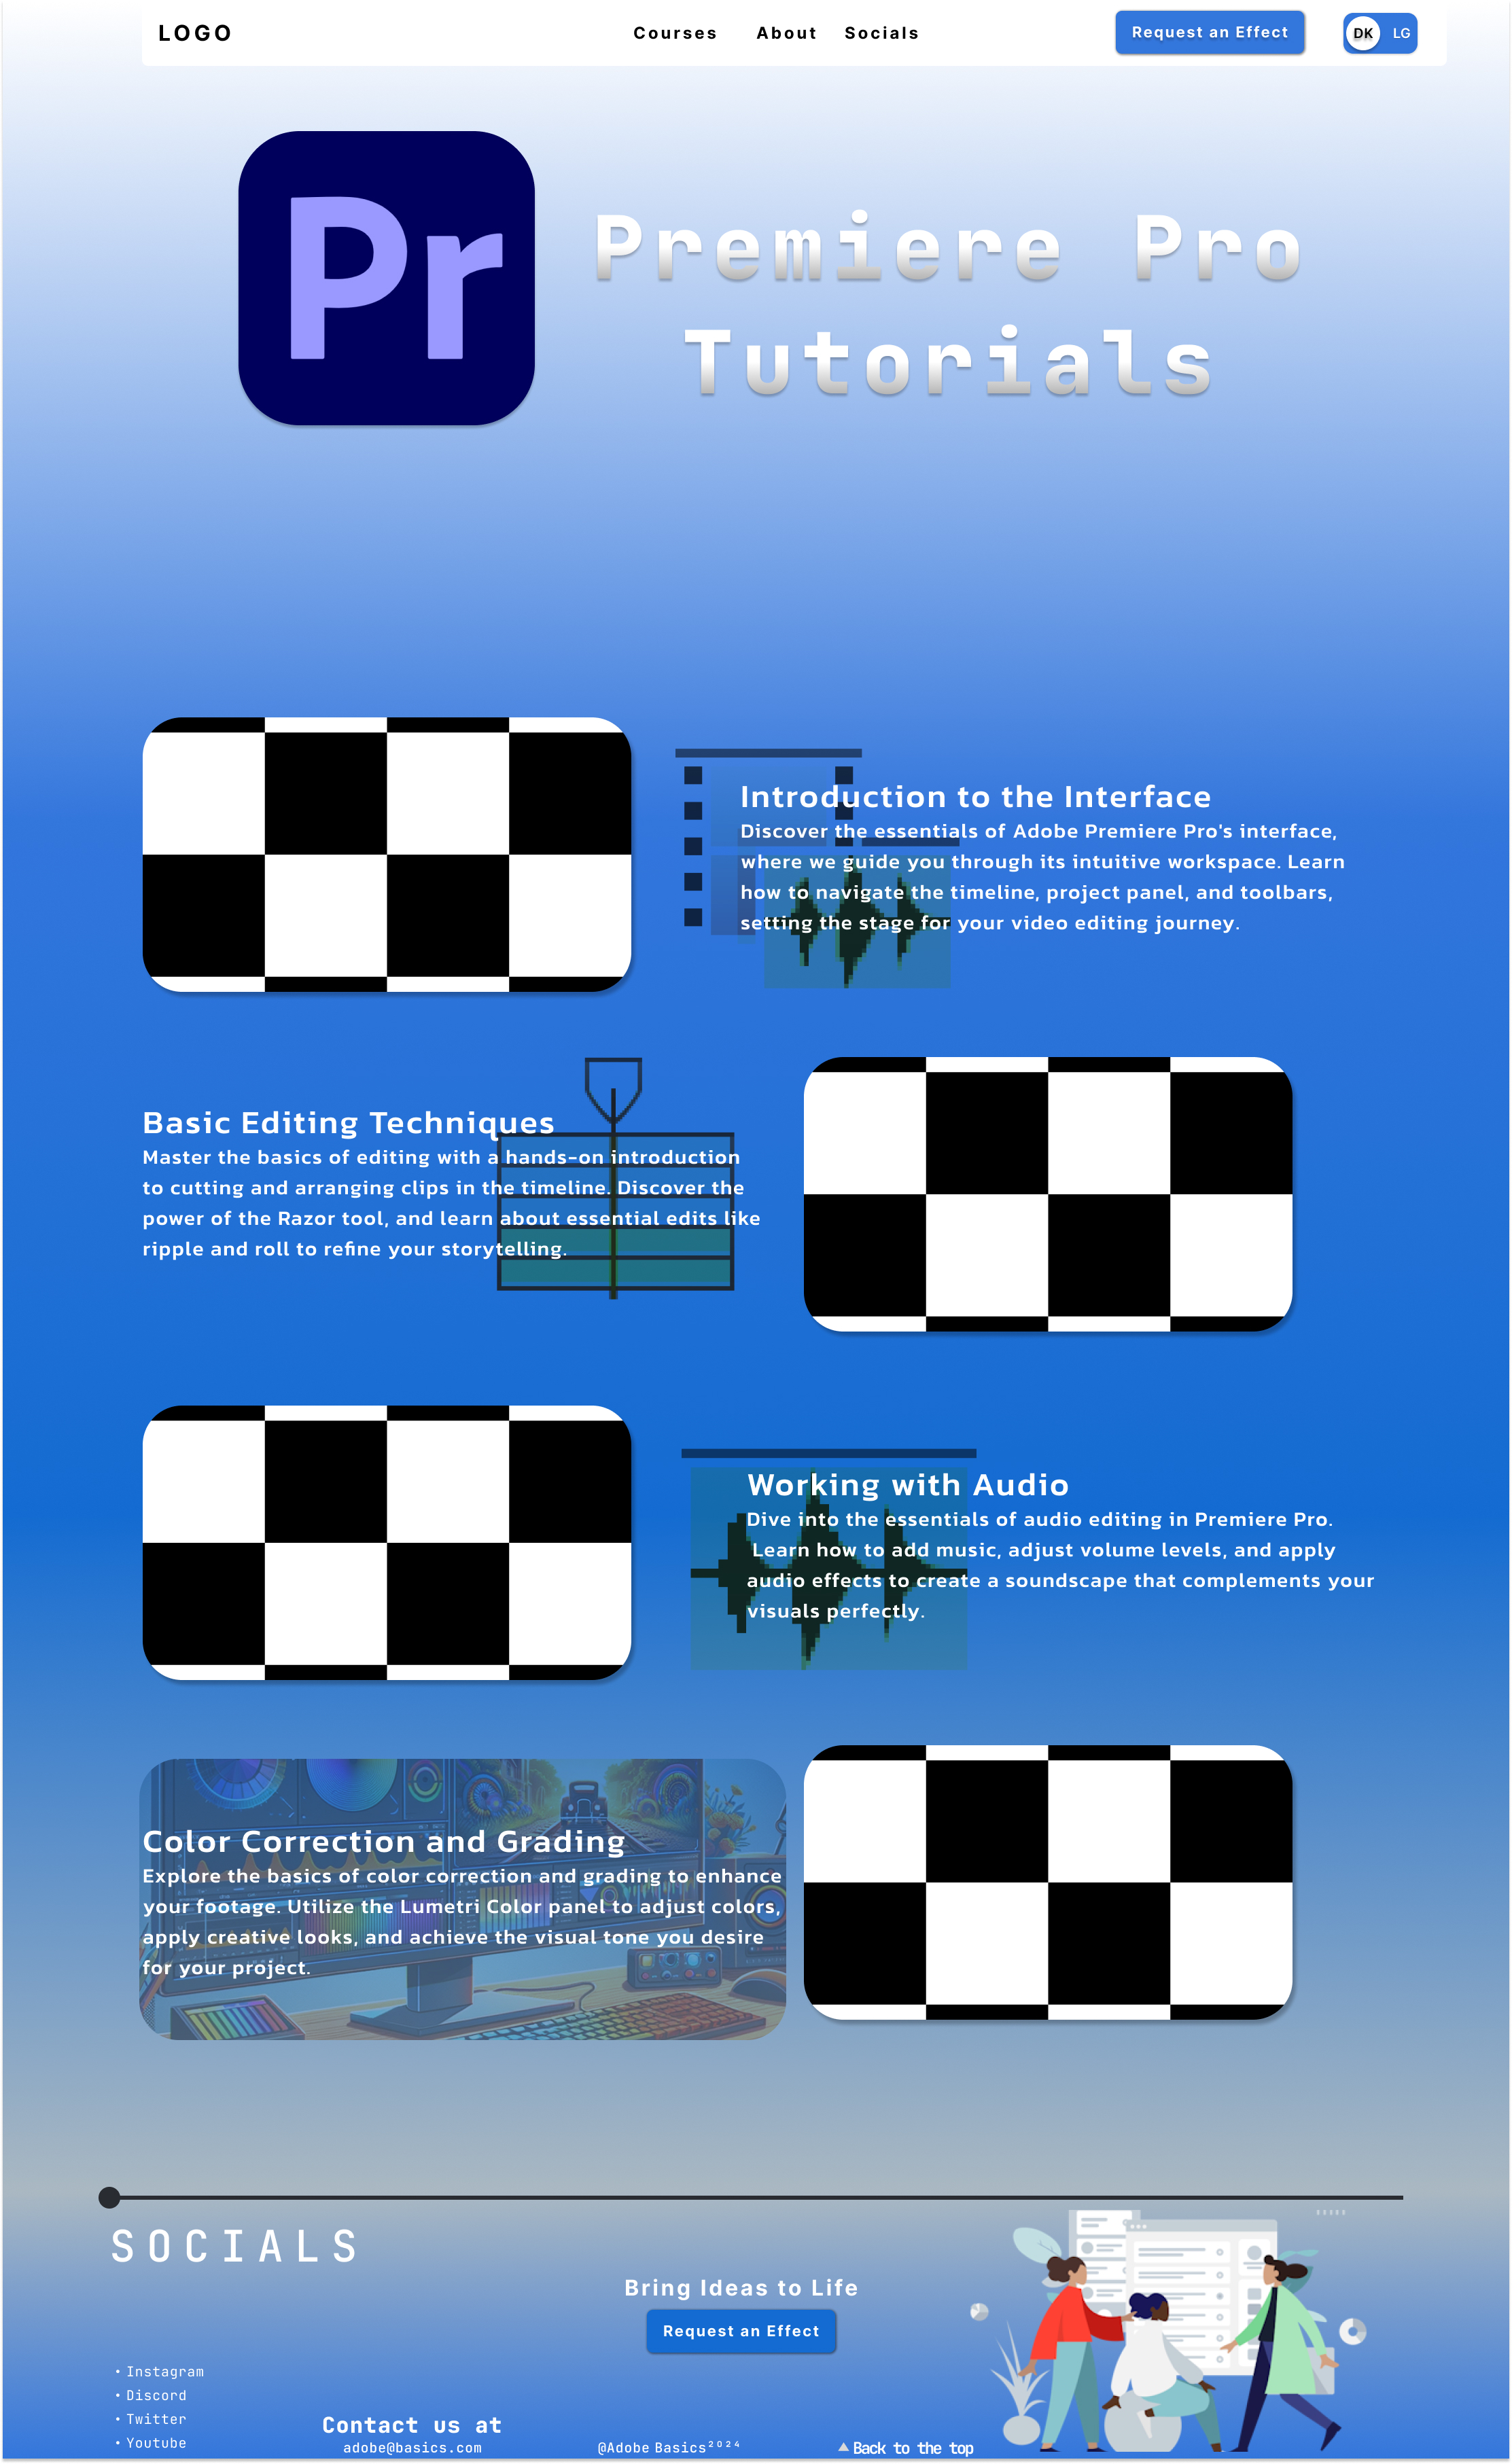 LOGO
Courses About Socials
Request an Effect
DK LG
Pr
Premiere Pro
Tutorials
Introduction to the Interface
Discover the essentials of Adobe Premiere Pro's interface,
where we guide you through its intuitive workspace. Learn
how to navigate the timeline, project panel, and toolbars,
setting the stage for your video editing journey.
Basic Editing Techniques
Master the basics of editing with a hands-on introduction
to cutting and arranging clips in the timeline. Discover the
power of the Razor tool, and learn about essential edits like
ripple and roll to refine your storytelling.
Working with Audio
Dive into the essentials of audio editing in Premiere Pro.
Learn how to add music, adjust volume levels, and apply
audio effects to create a soundscape that complements your
visuals perfectly.
Color Correction and Grading
Explore the basics of color correction and grading to enhance
your footage. Utilize the Lumetri Color panel to adjust colors,
apply creative looks, and achieve the visual tone you desire
for your project.
SOCIALS
Bring Ideas to Life
Request an Effect
• Instagram
• Discord
• Twitter
• Youtube
Contact us at
adobe@basics.com
@Adobe Basics²⁰²⁴
▲ Back to the top